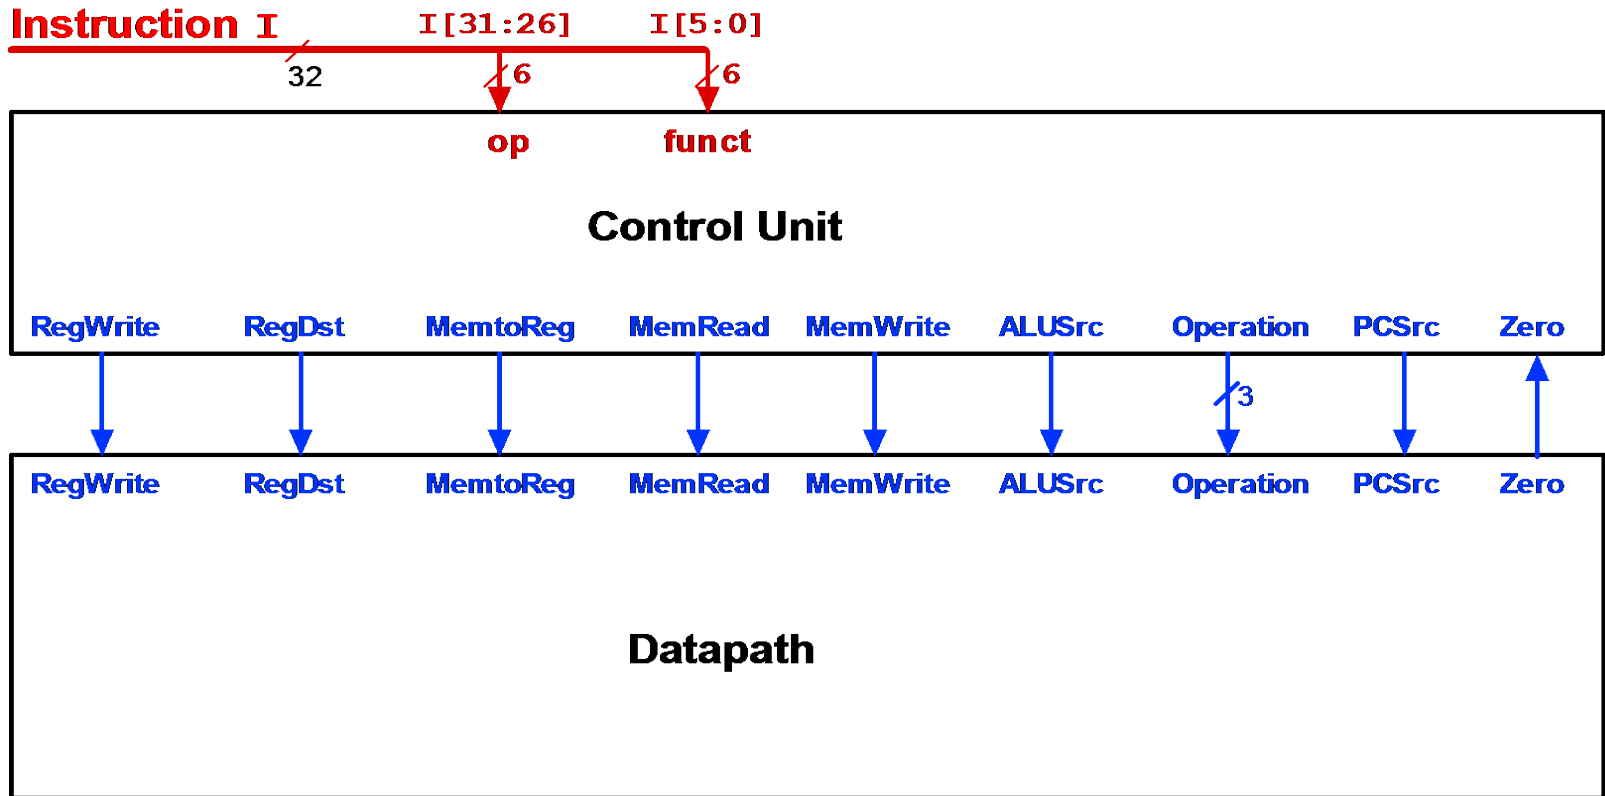 Instruction I I[31:26] I[5:0]
32 6 6
op funct
Control Unit
RegWrite RegDst MemtoReg MemRead MemWrite ALUSrc Operation PCSrc Zero
3
RegWrite RegDst MemtoReg MemRead MemWrite ALUSrc Operation PCSrc Zero
Datapath